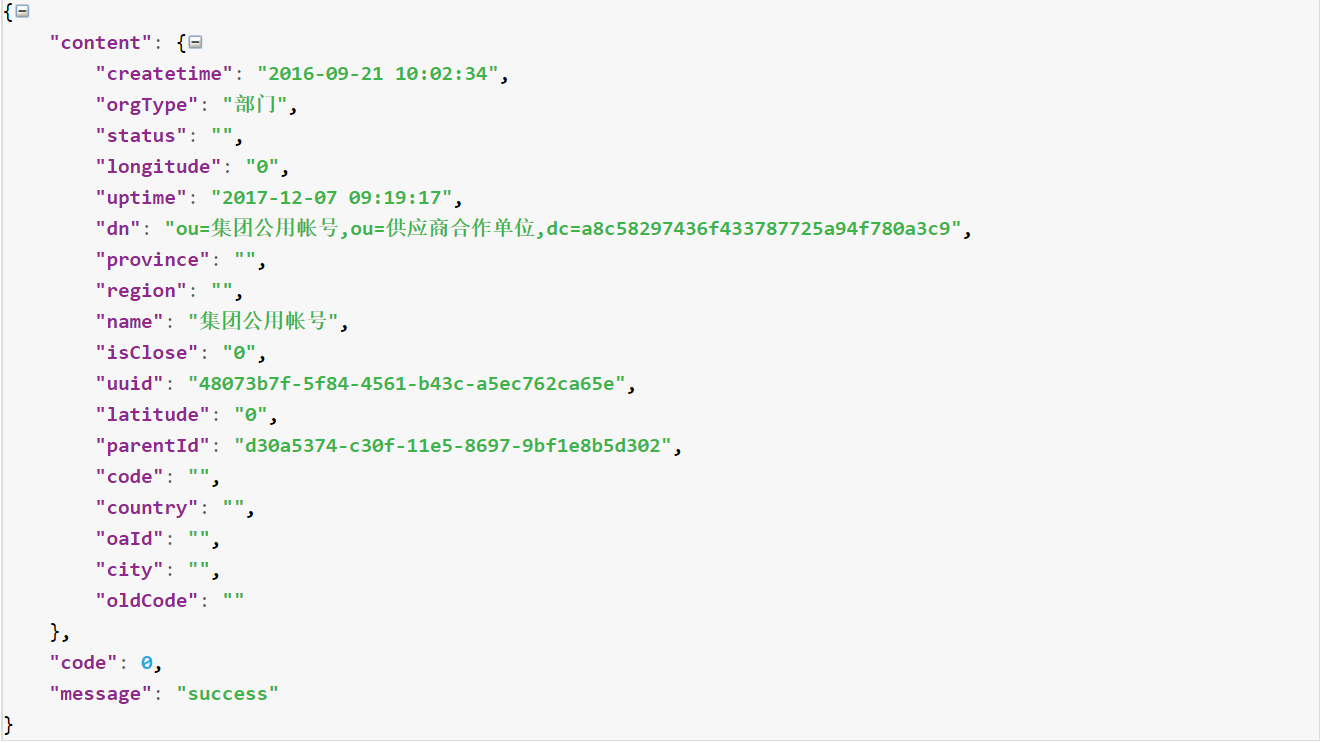 {
"content": {
"createtime": "2016-09-21 10:02:34",
"orgType": "部门",
"status": "",
"longitude": "0",
"uptime": "2017-12-07 09:19:17",
"dn": "ou=集团公用帐号,ou=供应商合作单位,dc=a8c58297436f433787725a94f780a3c9",
"province": "",
"region": "",
"name": "集团公用帐号",
"isClose": "0",
"uuid": "48073b7f-5f84-4561-b43c-a5ec762ca65e",
"latitude": "0",
"parentId": "d30a5374-c30f-11e5-8697-9bf1e8b5d302",
"code": "",
"country": "",
"oaId": "",
"city": "",
"oldCode": ""
},
"code": 0,
"message": "success"
}